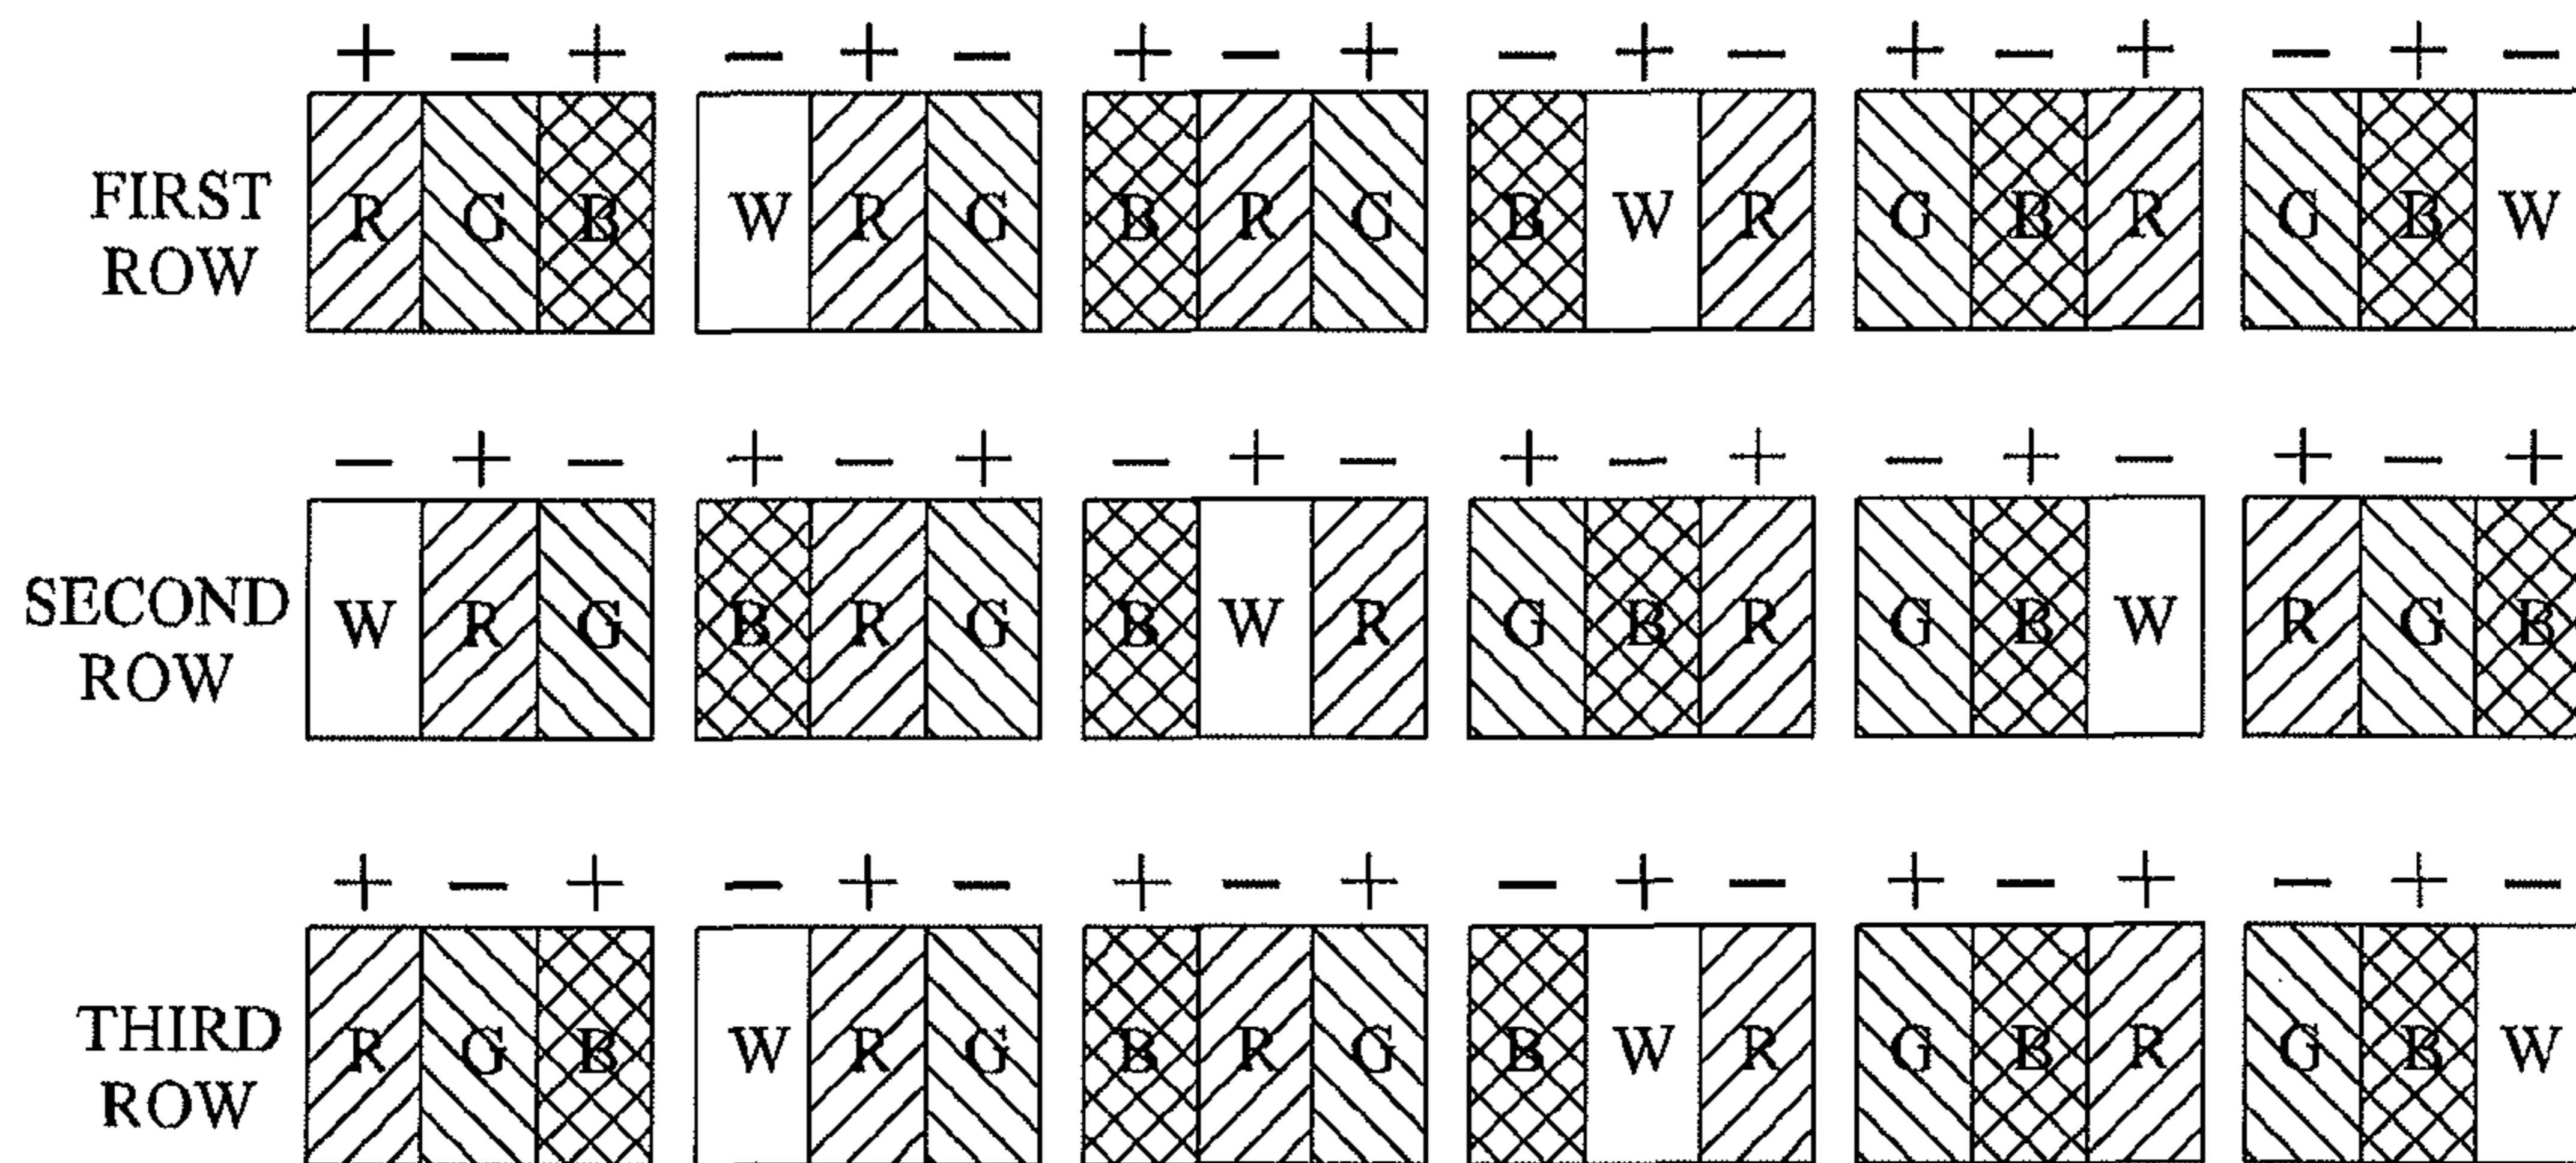 + − + − + − + − + − + − + − + − + −
FIRST ROW R G B W R G B R G B W R G B R G B W
− + − + − + − + − + − + − + − + − +
SECOND ROW W R G B R G B W R G B R G B W R G B
+ − + − + − + − + − + − + − + − + −
THIRD ROW R G B W R G B R G B W R G B R G B W